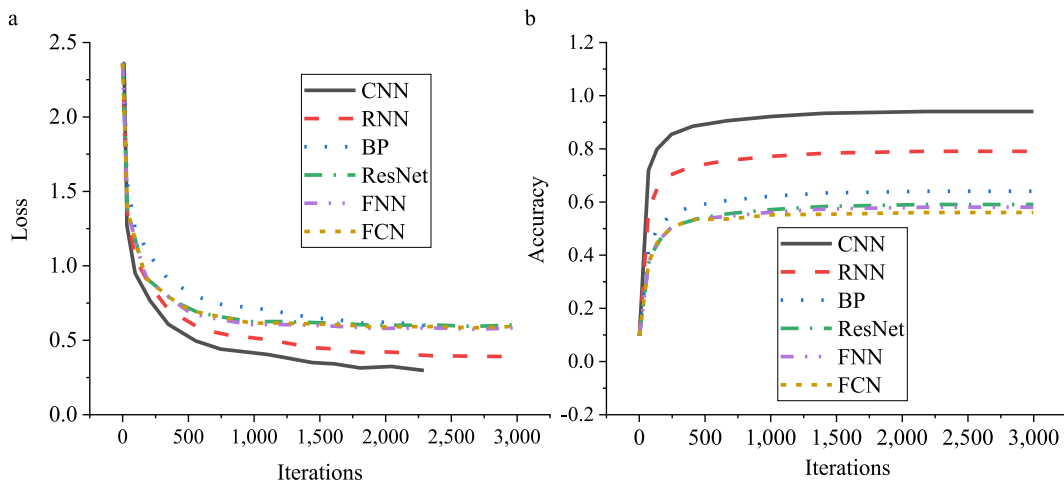 a
Loss
2.5
2.0
1.5
1.0
0.5
0.0
CNN
RNN
BP
ResNet
FNN
FCN
0 500 1,000 1,500 2,000 2,500 3,000
Iterations
b
Accuracy
1.2
1.0
0.8
0.6
0.4
0.2
0.0
-0.2
CNN
RNN
BP
ResNet
FNN
FCN
0 500 1,000 1,500 2,000 2,500 3,000
Iterations